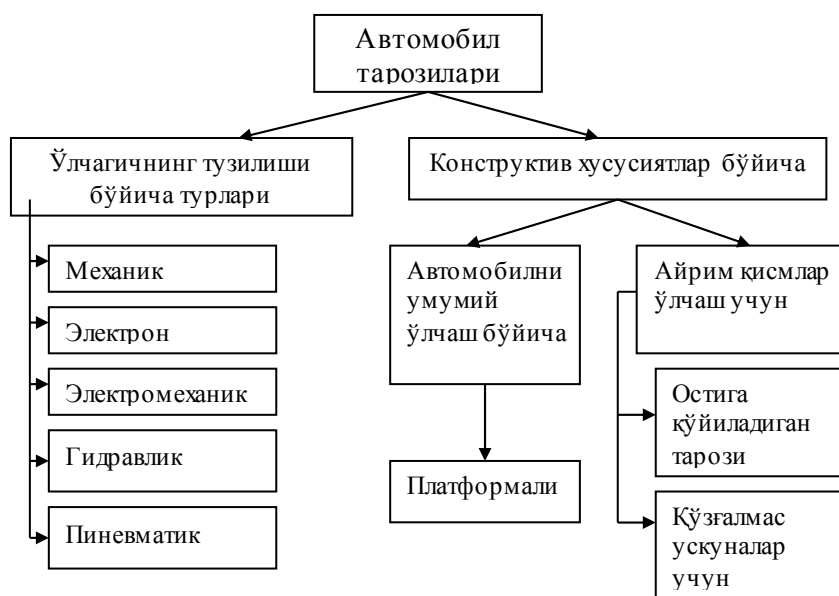 Автомобил
тарозилари
Ўлчагичнинг тузилиши
бўйича турлари
Конструктив хусусиятлар бўйича
Механик
Электрон
Электромеханик
Гидравлик
Пиневматик
Автомобилни
умумий
ўлчаш бўйича
Платформали
Айрим қисмлар
ўлчаш учун
Остига
қўйиладиган
тарози
Қўзғалмас
ускуналар
учун